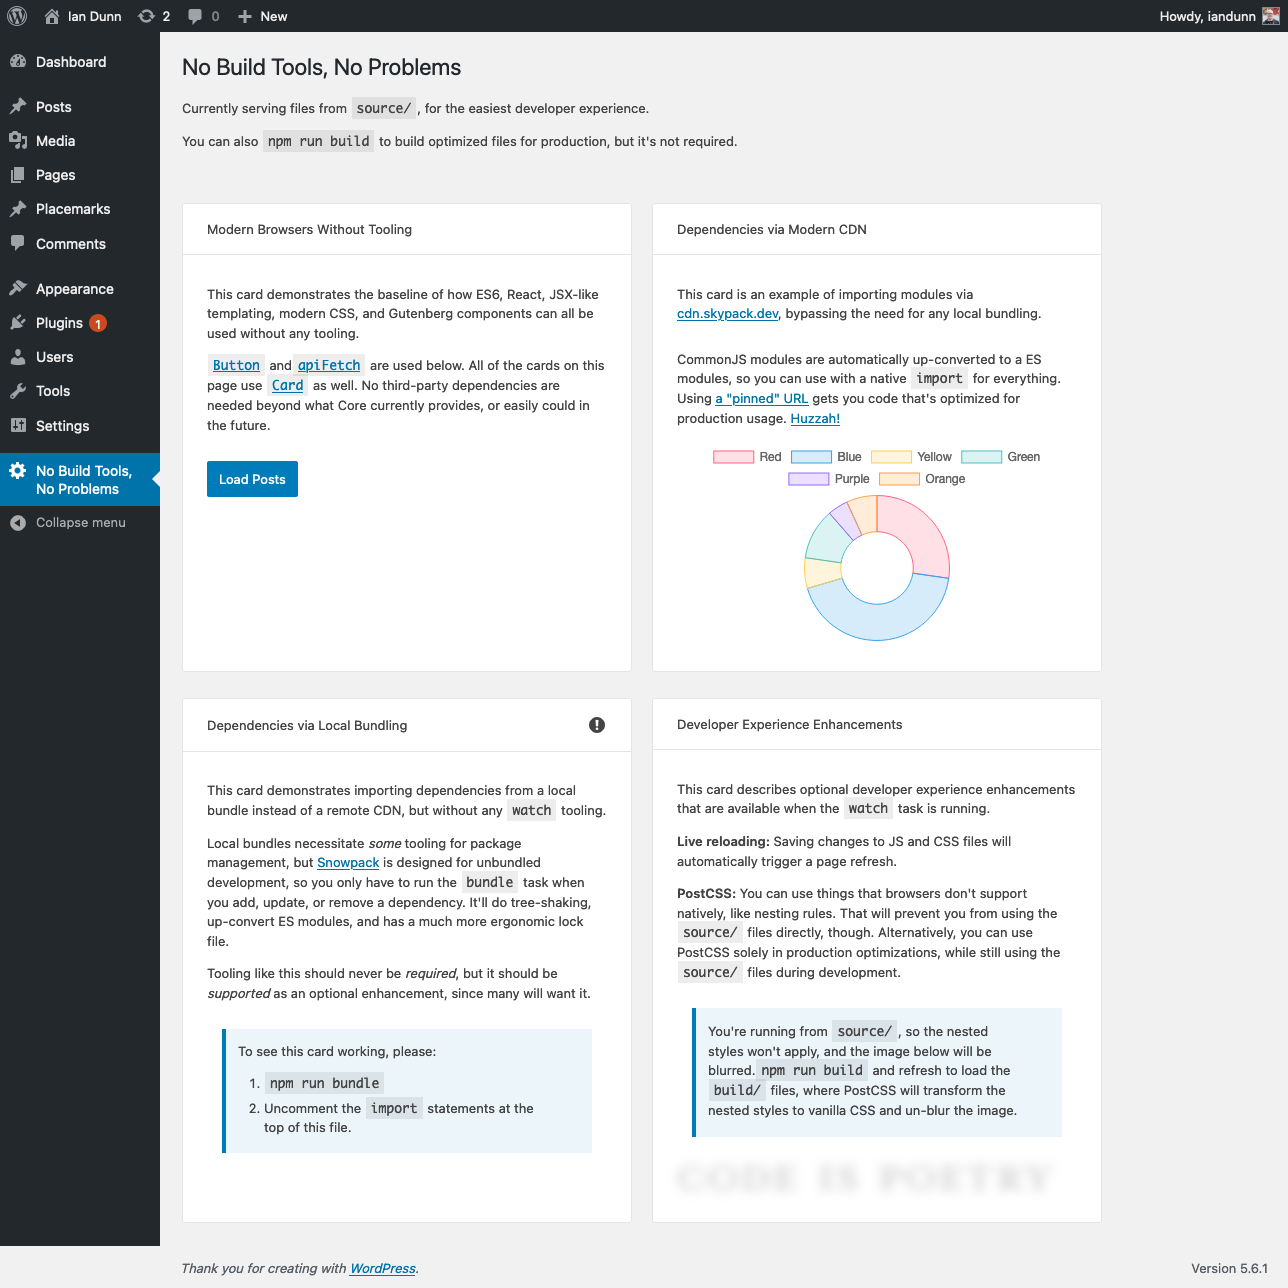 Ian Dunn 2 0 New Howdy, iandunn
Dashboard
Posts
Media
Pages
Placemarks
Comments
Appearance
Plugins 1
Users
Tools
Settings
No Build Tools,
No Problems
Collapse menu
No Build Tools, No Problems
Currently serving files from source/ , for the easiest developer experience.
You can also npm run build to build optimized files for production, but it's not required.
Modern Browsers Without Tooling
This card demonstrates the baseline of how ES6, React, JSX-like
templating, modern CSS, and Gutenberg components can all be
used without any tooling.
Button and apiFetch are used below. All of the cards on this
page use Card as well. No third-party dependencies are
needed beyond what Core currently provides, or easily could in
the future.
Load Posts
Dependencies via Modern CDN
This card is an example of importing modules via
cdn.skypack.dev, bypassing the need for any local bundling.
CommonJS modules are automatically up-converted to a ES
modules, so you can use with a native import for everything.
Using a "pinned" URL gets you code that's optimized for
production usage. Huzzah!
Red Blue Yellow Green
Purple Orange
Dependencies via Local Bundling
This card demonstrates importing dependencies from a local
bundle instead of a remote CDN, but without any watch tooling.
Local bundles necessitate some tooling for package
management, but Snowpack is designed for unbundled
development, so you only have to run the bundle task when
you add, update, or remove a dependency. It'll do tree-shaking,
up-convert ES modules, and has a much more ergonomic lock
file.
Tooling like this should never be required, but it should be
supported as an optional enhancement, since many will want it.
To see this card working, please:
1. npm run bundle
2. Uncomment the import statements at the
top of this file.
Developer Experience Enhancements
This card describes optional developer experience enhancements
that are available when the watch task is running.
Live reloading: Saving changes to JS and CSS files will
automatically trigger a page refresh.
PostCSS: You can use things that browsers don't support
natively, like nesting rules. That will prevent you from using the
source/ files directly, though. Alternatively, you can use
PostCSS solely in production optimizations, while still using the
source/ files during development.
You're running from source/ , so the nested
styles won't apply, and the image below will be
blurred. npm run build and refresh to load the
build/ files, where PostCSS will transform the
nested styles to vanilla CSS and un-blur the image.
CODE IS POETRY
Thank you for creating with WordPress.
Version 5.6.1